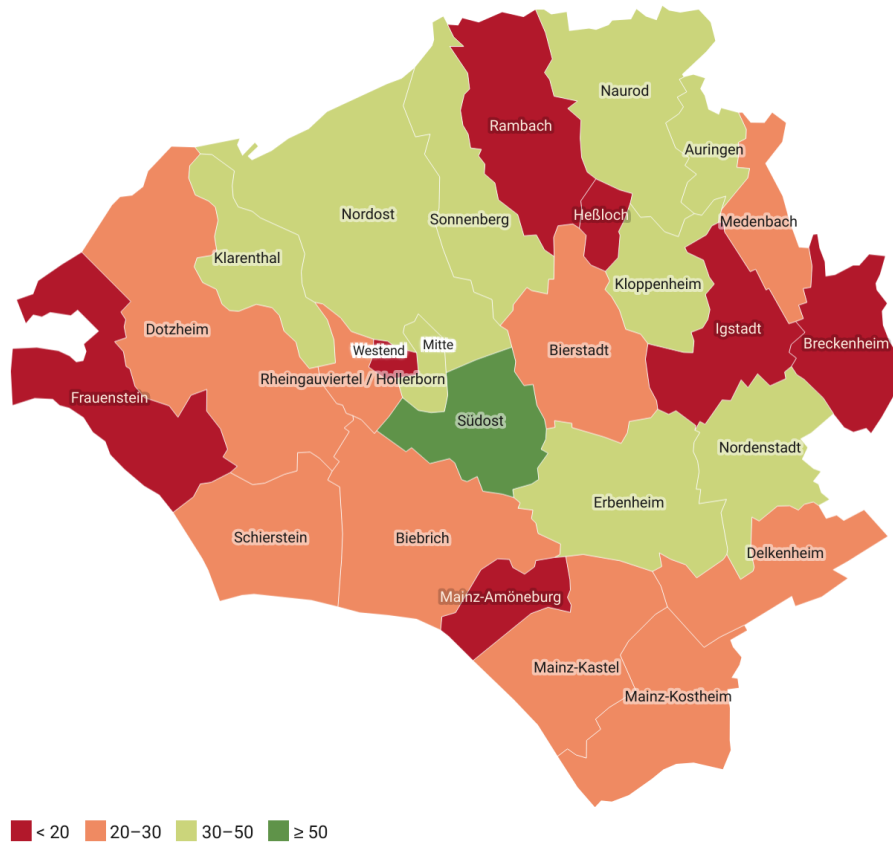 Naurod
Rambach
Auringen
Nordost
Sonnenberg
Heßloch
Medenbach
Klarenthal
Kloppenheim
Dotzheim
Igstadt
Westend
Mitte
Bierstadt
Breckenheim
Rheingauviertel / Hollerborn
Frauenstein
Südost
Nordenstadt
Erbenheim
Schierstein
Biebrich
Delkenheim
Mainz-Amöneburg
Mainz-Kastel
Mainz-Kostheim
< 20 20–30 30–50 ≥ 50